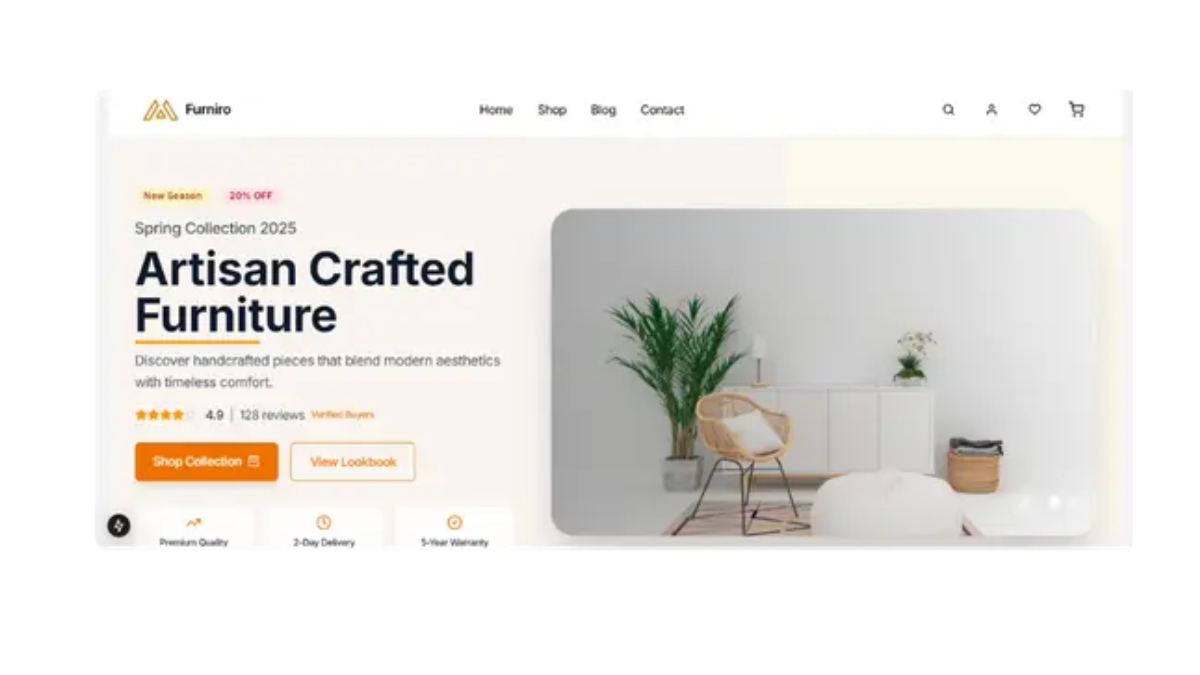 Furniro
Home Shop Blog Contact
New Season 20% OFF
Spring Collection 2025
Artisan Crafted
Furniture
Discover handcrafted pieces that blend modern aesthetics
with timeless comfort.
4.9 | 128 reviews Verified Buyers
Shop Collection View Lookbook
Premium Quality 2-Day Delivery 5-Year Warranty